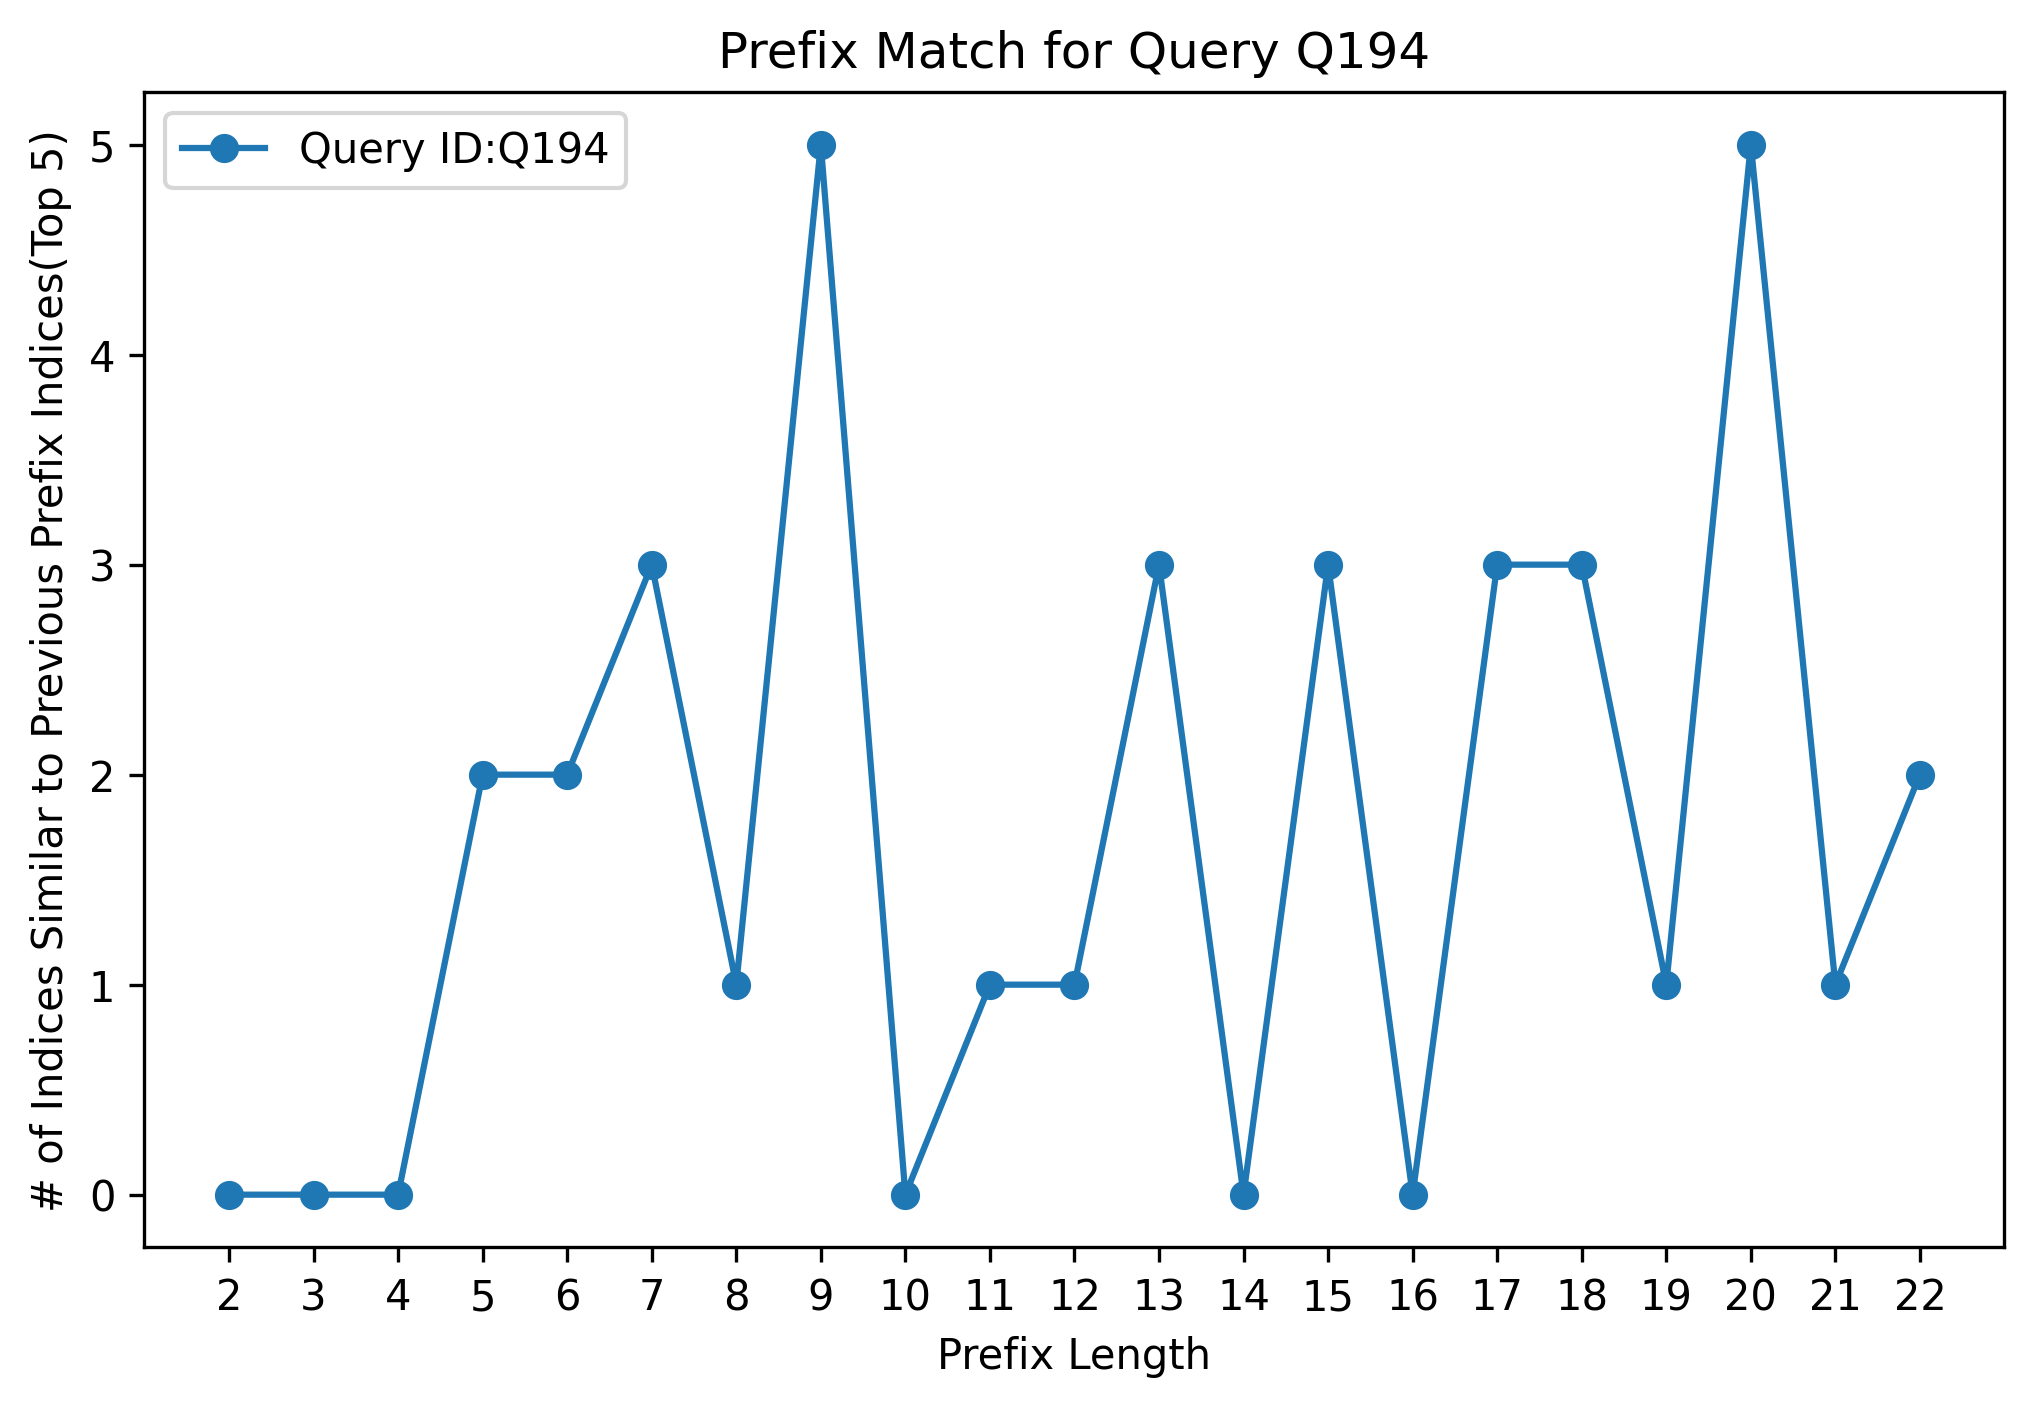 Prefix Match for Query Q194
Query ID:Q194
# of Indices Similar to Previous Prefix Indices(Top 5)
5
4
3
2
1
0
2 3 4 5 6 7 8 9 10 11 12 13 14 15 16 17 18 19 20 21 22
Prefix Length